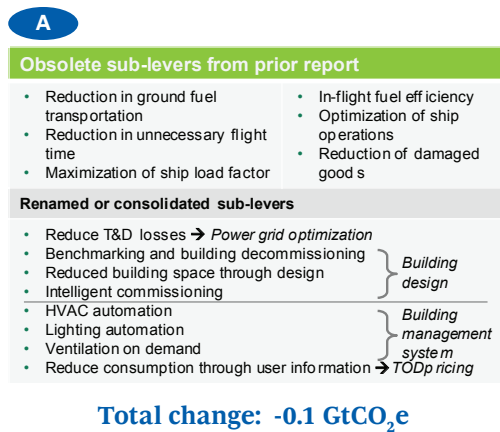 A
Obsolete sub-levers from prior report
• Reduction in ground fuel
transportation
• Reduction in unnecessary flight
time
• Maximization of ship load factor
• In-flight fuel efficiency
• Optimization of ship
operations
• Reduction of damaged
goods
Renamed or consolidated sub-levers
• Reduce T&D losses → Power grid optimization
• Benchmarking and building decommissioning
• Reduced building space through design
• Intelligent commissioning
Building
design
• HVAC automation
• Lighting automation
• Ventilation on demand
Building
management
system
• Reduce consumption through user information → TODpricing
Total change: -0.1 GtCO₂e